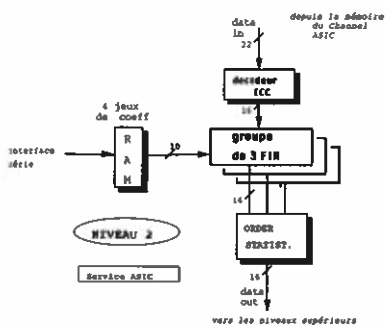 data
in
22
depuis la mémoire
du Channel
ASIC
décodeur
ECC
16
4 jeux
de coeff
interface
série
R
A
M
10
groupe
de 3 FIR
16
ORDER
STATIST.
NIVEAU 2
Service ASIC
16
data
out
vers les niveaux supérieurs